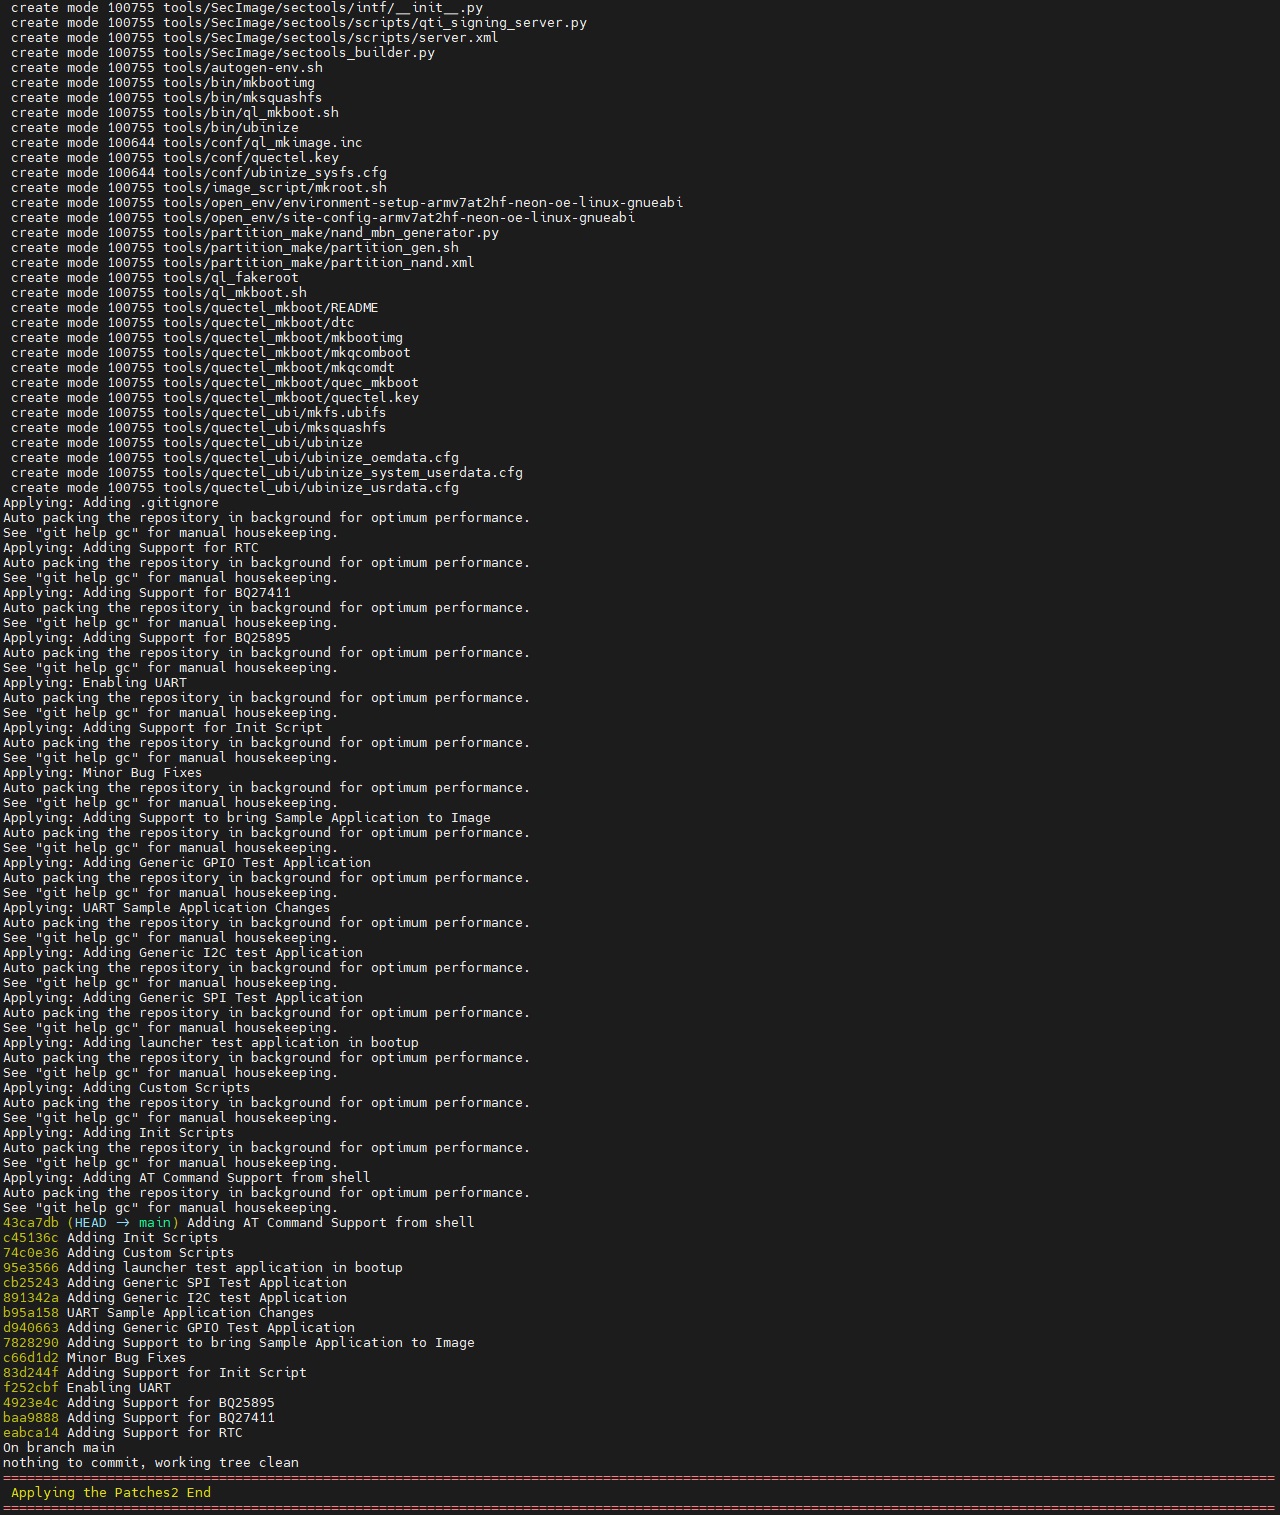 create mode 100755 tools/SecImage/sectools/intf/__init__.py
create mode 100755 tools/SecImage/sectools/scripts/qti_signing_server.py
create mode 100755 tools/SecImage/sectools/scripts/server.xml
create mode 100755 tools/SecImage/sectools_builder.py
create mode 100755 tools/autogen-env.sh
create mode 100755 tools/bin/mkbootimg
create mode 100755 tools/bin/mksquashfs
create mode 100755 tools/bin/ql_mkboot.sh
create mode 100755 tools/bin/ubinize
create mode 100644 tools/conf/ql_mkimage.inc
create mode 100755 tools/conf/quectel.key
create mode 100644 tools/conf/ubinize_sysfs.cfg
create mode 100755 tools/image_script/mkroot.sh
create mode 100755 tools/open_env/environment-setup-armv7at2hf-neon-oe-linux-gnueabi
create mode 100755 tools/open_env/site-config-armv7at2hf-neon-oe-linux-gnueabi
create mode 100755 tools/partition_make/nand_mbn_generator.py
create mode 100755 tools/partition_make/partition_gen.sh
create mode 100755 tools/partition_make/partition_nand.xml
create mode 100755 tools/ql_fakeroot
create mode 100755 tools/ql_mkboot.sh
create mode 100755 tools/quectel_mkboot/README
create mode 100755 tools/quectel_mkboot/dtc
create mode 100755 tools/quectel_mkboot/mkbootimg
create mode 100755 tools/quectel_mkboot/mkqcomboot
create mode 100755 tools/quectel_mkboot/mkqcomdt
create mode 100755 tools/quectel_mkboot/quec_mkboot
create mode 100755 tools/quectel_mkboot/quectel.key
create mode 100755 tools/quectel_ubi/mkfs.ubifs
create mode 100755 tools/quectel_ubi/mksquashfs
create mode 100755 tools/quectel_ubi/ubinize
create mode 100755 tools/quectel_ubi/ubinize_oemdata.cfg
create mode 100755 tools/quectel_ubi/ubinize_system_userdata.cfg
create mode 100755 tools/quectel_ubi/ubinize_usrdata.cfg
Applying: Adding .gitignore
Auto packing the repository in background for optimum performance.
See "git help gc" for manual housekeeping.
Applying: Adding Support for RTC
Auto packing the repository in background for optimum performance.
See "git help gc" for manual housekeeping.
Applying: Adding Support for BQ27411
Auto packing the repository in background for optimum performance.
See "git help gc" for manual housekeeping.
Applying: Adding Support for BQ25895
Auto packing the repository in background for optimum performance.
See "git help gc" for manual housekeeping.
Applying: Enabling UART
Auto packing the repository in background for optimum performance.
See "git help gc" for manual housekeeping.
Applying: Adding Support for Init Script
Auto packing the repository in background for optimum performance.
See "git help gc" for manual housekeeping.
Applying: Minor Bug Fixes
Auto packing the repository in background for optimum performance.
See "git help gc" for manual housekeeping.
Applying: Adding Support to bring Sample Application to Image
Auto packing the repository in background for optimum performance.
See "git help gc" for manual housekeeping.
Applying: Adding Generic GPIO Test Application
Auto packing the repository in background for optimum performance.
See "git help gc" for manual housekeeping.
Applying: UART Sample Application Changes
Auto packing the repository in background for optimum performance.
See "git help gc" for manual housekeeping.
Applying: Adding Generic I2C test Application
Auto packing the repository in background for optimum performance.
See "git help gc" for manual housekeeping.
Applying: Adding Generic SPI Test Application
Auto packing the repository in background for optimum performance.
See "git help gc" for manual housekeeping.
Applying: Adding launcher test application in bootup
Auto packing the repository in background for optimum performance.
See "git help gc" for manual housekeeping.
Applying: Adding Custom Scripts
Auto packing the repository in background for optimum performance.
See "git help gc" for manual housekeeping.
Applying: Adding Init Scripts
Auto packing the repository in background for optimum performance.
See "git help gc" for manual housekeeping.
Applying: Adding AT Command Support from shell
Auto packing the repository in background for optimum performance.
See "git help gc" for manual housekeeping.
43ca7db (HEAD -> main) Adding AT Command Support from shell
c45136c Adding Init Scripts
74c0e36 Adding Custom Scripts
95e3566 Adding launcher test application in bootup
cb25243 Adding Generic SPI Test Application
891342a Adding Generic I2C test Application
b95a158 UART Sample Application Changes
d940663 Adding Generic GPIO Test Application
7828290 Adding Support to bring Sample Application to Image
c66d1d2 Minor Bug Fixes
83d244f Adding Support for Init Script
f252cbf Enabling UART
4923e4c Adding Support for BQ25895
baa9888 Adding Support for BQ27411
eabca14 Adding Support for RTC
On branch main
nothing to commit, working tree clean
Applying the Patches2 End